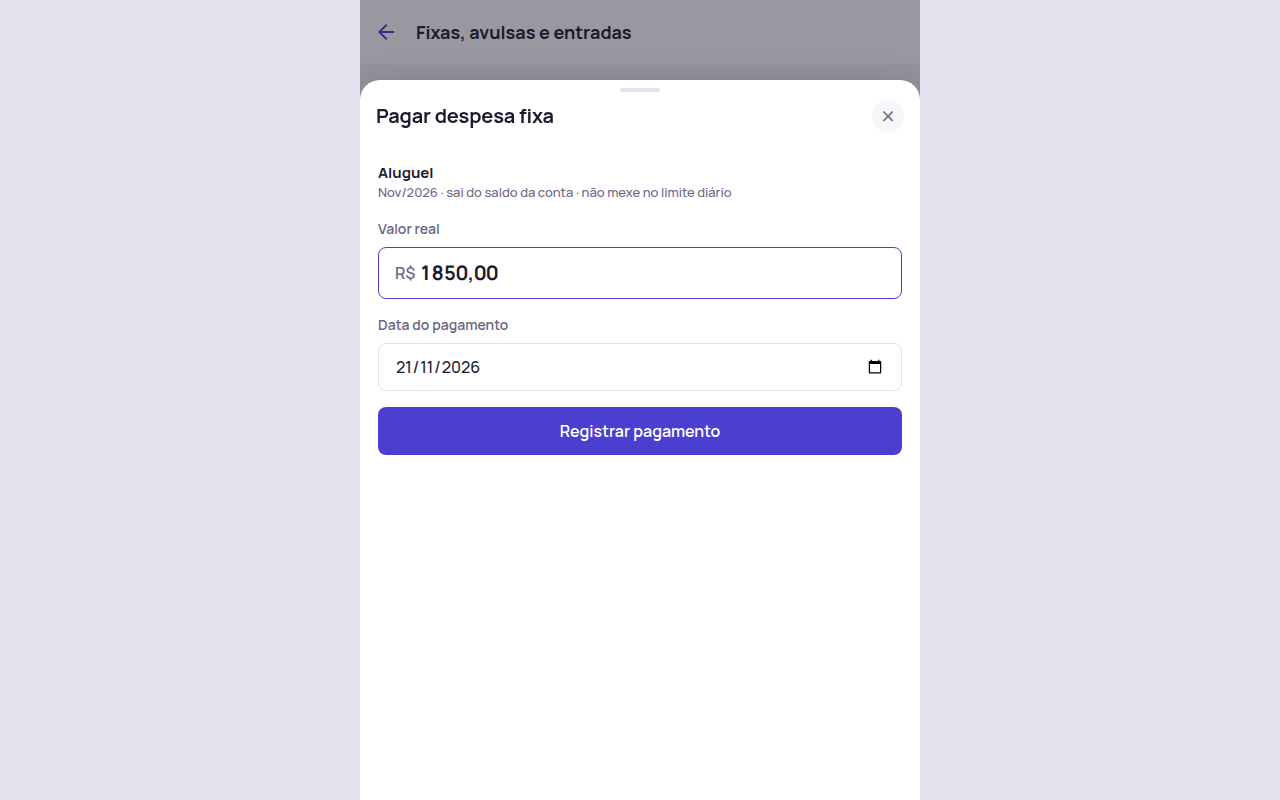 Fixas, avulsas e entradas
Pagar despesa fixa
Aluguel
Nov/2026 · sai do saldo da conta · não mexe no limite diário
Valor real
R$ 1850,00
Data do pagamento
21/11/2026
Registrar pagamento